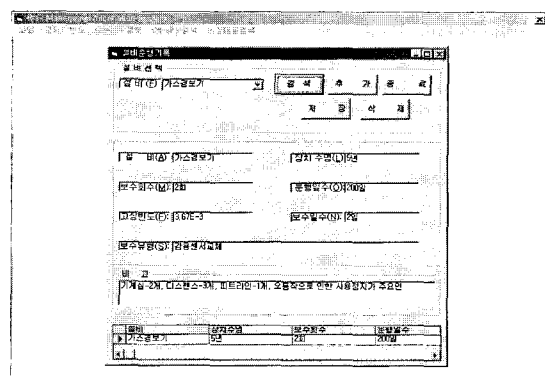 설비운영기록
설 비 선 택
설 비(F) 가스경보기
검 색 추 가 종 료
저 장 삭 제
설 비(A): 가스경보기 장치 수명(L): 5년
보수회수(M): 2회 운행일수(O): 200일
고장빈도(F): 3.67E-3 보수일수(N): 2일
보수유형(S): 감응센서교체
비 고
기계실-2개, 디스펜스-3개, 피트라인-1개, 오동작으로 인한 사용정지가 주요인
설비 장치수명 보수회수 운행일수
가스경보기 5년 2회 200일